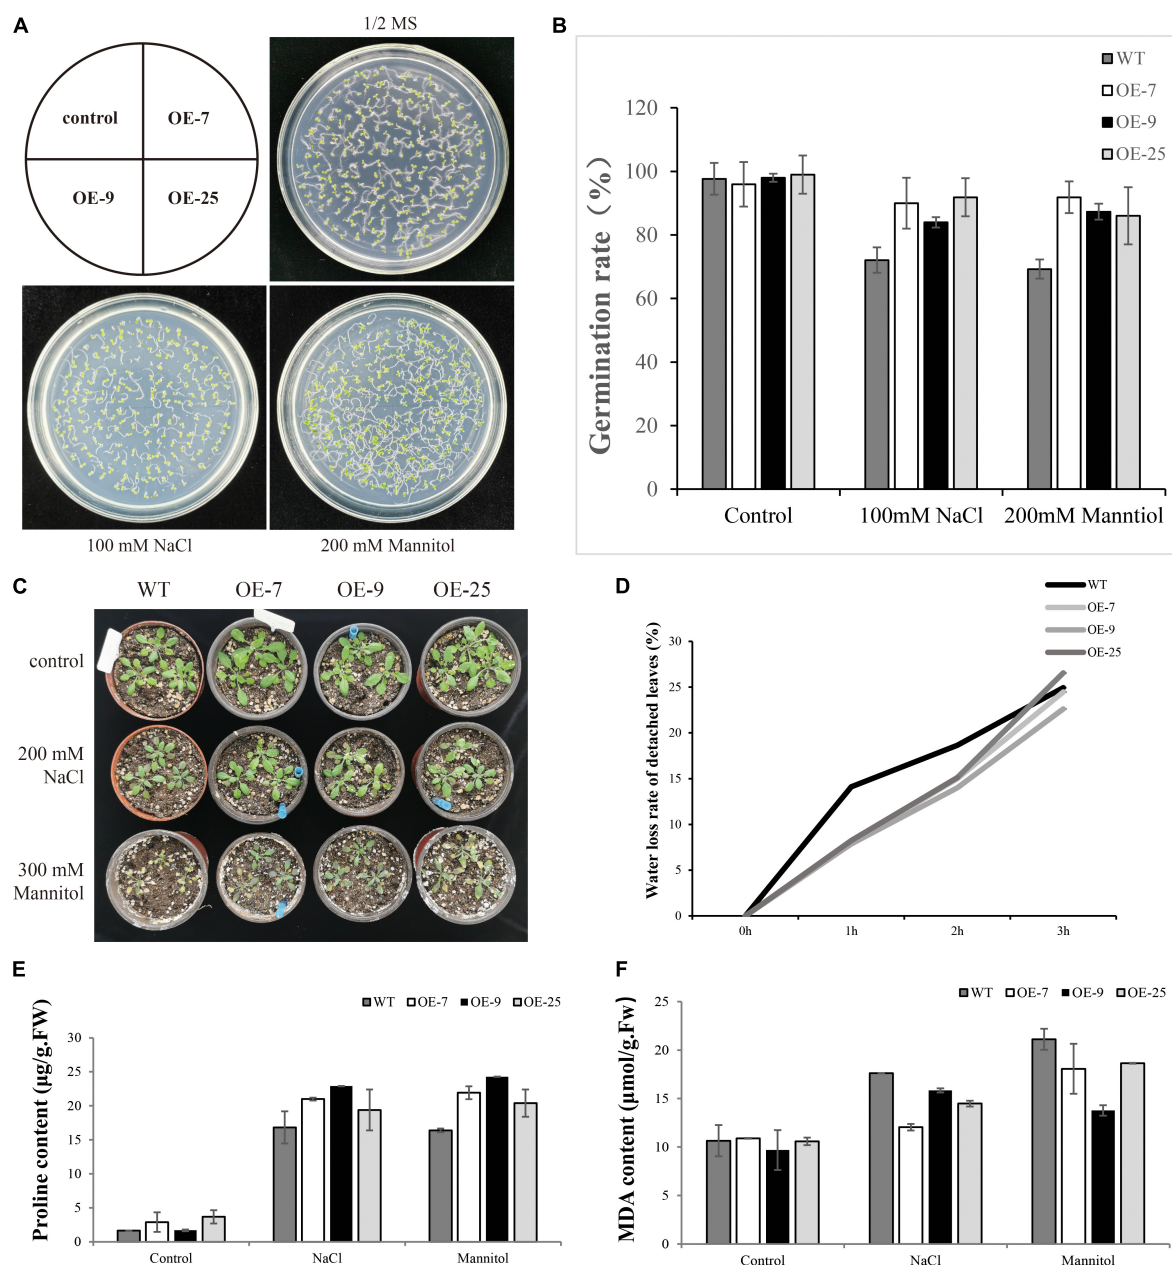 A
1/2 MS
control
OE-7
OE-9
OE-25
100 mM NaCl
200 mM Mannitol
B
WT
OE-7
OE-9
OE-25
Germination rate (%)
120
100
80
60
40
20
0
Control
100mM NaCl
200mM Manntiol
C
WT
OE-7
OE-9
OE-25
control
200 mM
NaCl
300 mM
Mannitol
D
WT
OE-7
OE-9
OE-25
Water loss rate of detached leaves (%)
30
25
20
15
10
5
0
0h
1h
2h
3h
E
WT
OE-7
OE-9
OE-25
Proline content (µg/g.FW)
30
25
20
15
10
5
0
Control
NaCl
Mannitol
F
WT
OE-7
OE-9
OE-25
MDA content (µmol/g.Fw)
25
20
15
10
5
0
Control
NaCl
Mannitol